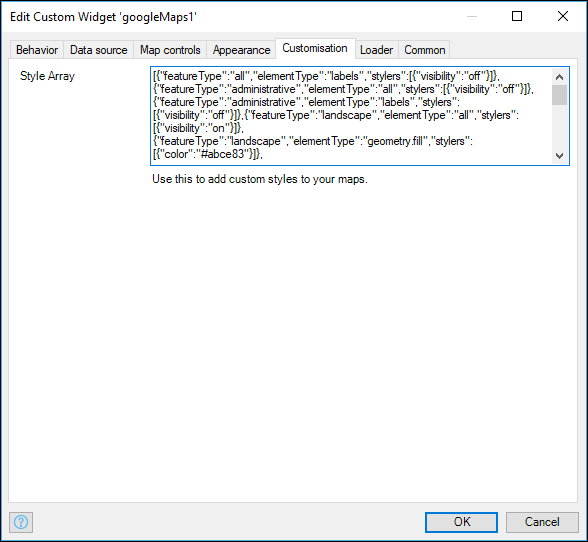 Edit Custom Widget 'googleMaps1'
Behavior Data source Map controls Appearance Customisation Loader Common
Style Array
[{"featureType":"all","elementType":"labels","stylers":[{"visibility":"off"}]},
{"featureType":"administrative","elementType":"all","stylers":[{"visibility":"off"}]},
{"featureType":"administrative","elementType":"labels","stylers":
[{"visibility":"off"}]},{"featureType":"landscape","elementType":"all","stylers":
[{"visibility":"on"}]},
{"featureType":"landscape","elementType":"geometry.fill","stylers":
[{"color":"#abce83"}]},
Use this to add custom styles to your maps.
? OK Cancel